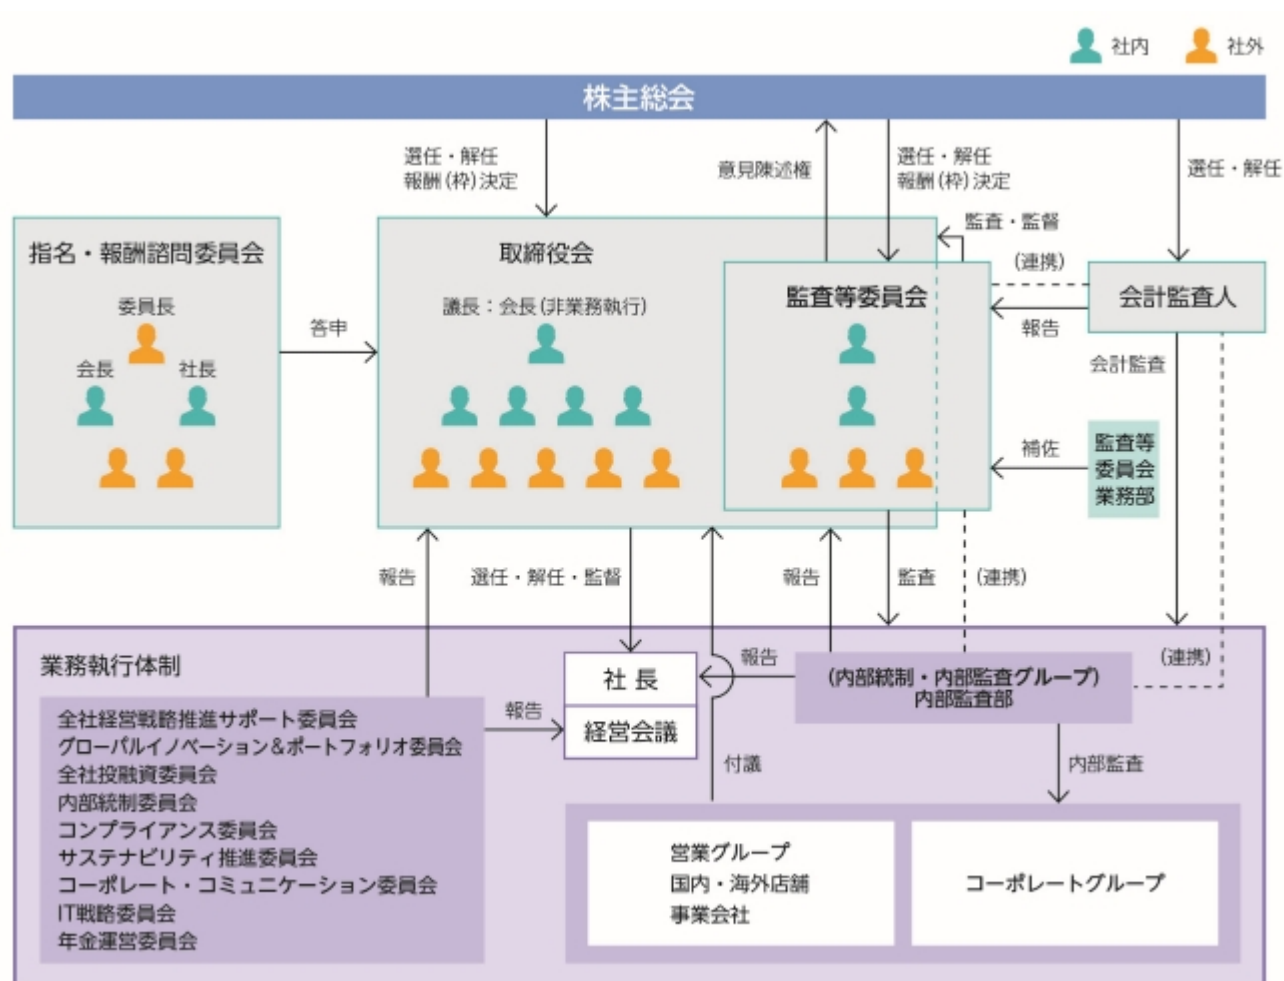 社内
社外
株主総会
選任・解任
報酬(枠)決定
意見陳述権
選任・解任
報酬(枠)決定
選任・解任
監査・監督
指名・報酬諮問委員会
取締役会
(連携)
監査等委員会
会計監査人
委員長
議長：会長(非業務執行)
答申
報告
会長
社長
会計監査
補佐
監査等
委員会
業務部
報告
選任・解任・監督
報告
監査
(連携)
業務執行体制
社長
報告
(内部統制・内部監査グループ)
内部監査部
(連携)
経営会議
報告
全社経営戦略推進サポート委員会
グローバルイノベーション＆ポートフォリオ委員会
全社投融資委員会
内部統制委員会
コンプライアンス委員会
サステナビリティ推進委員会
コーポレート・コミュニケーション委員会
IT戦略委員会
年金運営委員会
付議
内部監査
営業グループ
国内・海外店舗
事業会社
コーポレートグループ